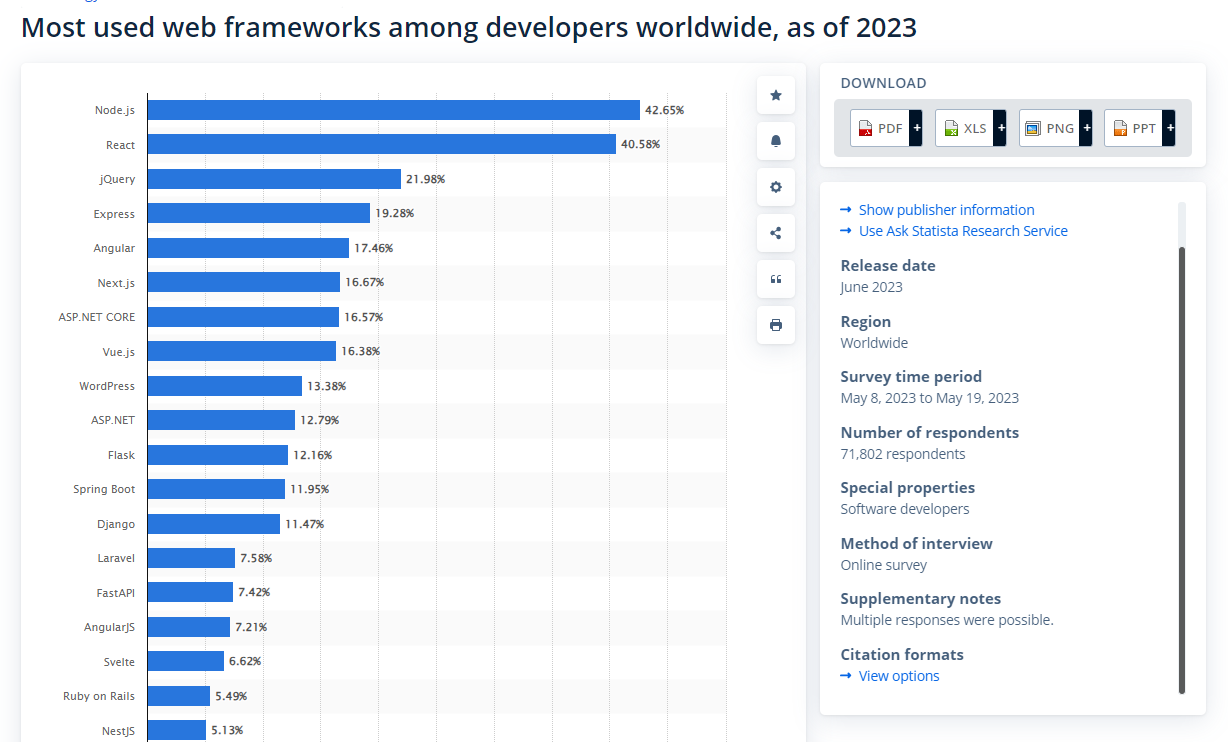 Most used web frameworks among developers worldwide, as of 2023
Node.js 42.65%
React 40.58%
jQuery 21.98%
Express 19.28%
Angular 17.46%
Next.js 16.67%
ASP.NET CORE 16.57%
Vue.js 16.38%
WordPress 13.38%
ASP.NET 12.79%
Flask 12.16%
Spring Boot 11.95%
Django 11.47%
Laravel 7.58%
FastAPI 7.42%
AngularJS 7.21%
Svelte 6.62%
Ruby on Rails 5.49%
NestJS 5.13%
DOWNLOAD
PDF + XLS + PNG + PPT +
→ Show publisher information
→ Use Ask Statista Research Service
Release date
June 2023
Region
Worldwide
Survey time period
May 8, 2023 to May 19, 2023
Number of respondents
71,802 respondents
Special properties
Software developers
Method of interview
Online survey
Supplementary notes
Multiple responses were possible.
Citation formats
→ View options